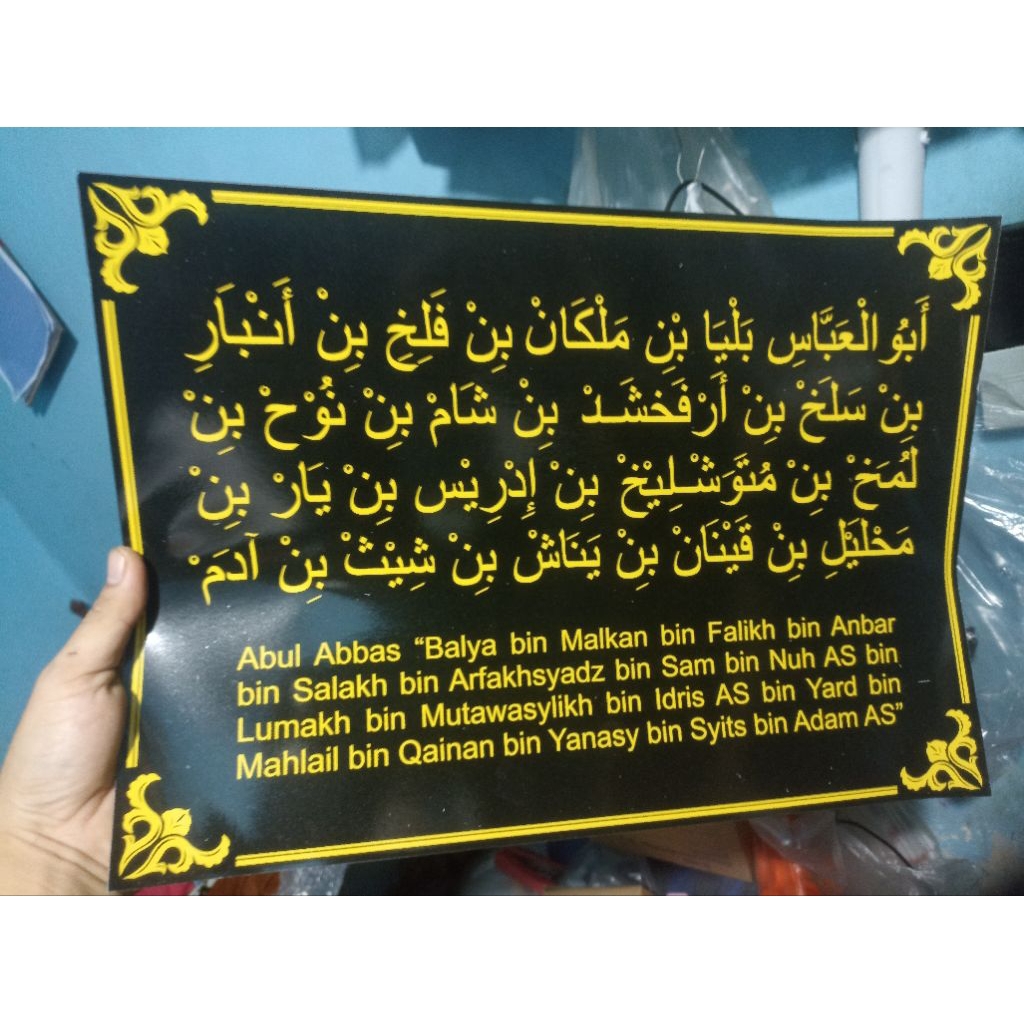 أَبُو الْعَبَّاسِ بَلْيَا بْنِ مَلْكَانْ بِنْ فَلِخِ بِنْ أَنْبَارِ
بِنْ سَلَخْ بِنْ أَرْفَخشَدْ بِنْ شَامْ بِنْ نُوْحْ بِنْ
لُمَخْ بِنْ مُتَوَشْلِيْخْ بِنْ إِدْرِيْس بِنْ يَارْ بِنْ
مَحْلَيْلِ بِنْ قَيْنَانْ بِنْ يَنَاشْ بِنْ شِيْثْ بِنْ آدَمَ
Abul Abbas “Balya bin Malkan bin Falikh bin Anbar
bin Salakh bin Arfakhsyadz bin Sam bin Nuh AS bin
Lumakh bin Mutawasylikh bin Idris AS bin Yard bin
Mahlail bin Qainan bin Yanasy bin Syits bin Adam AS”